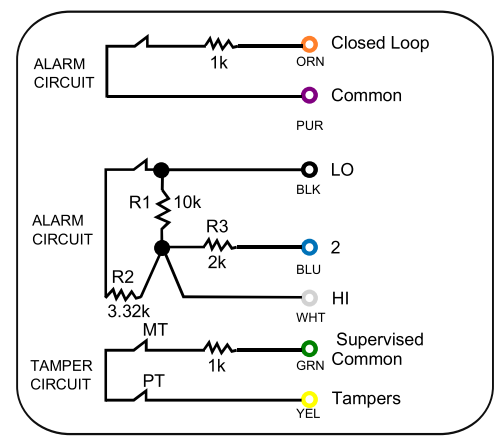 ALARM
CIRCUIT
1k
Closed Loop
ORN
Common
PUR
ALARM
CIRCUIT
LO
BLK
R1
10k
R3
2k
2
BLU
R2
3.32k
HI
WHT
TAMPER
CIRCUIT
MT
1k
Supervised
Common
GRN
PT
Tampers
YEL